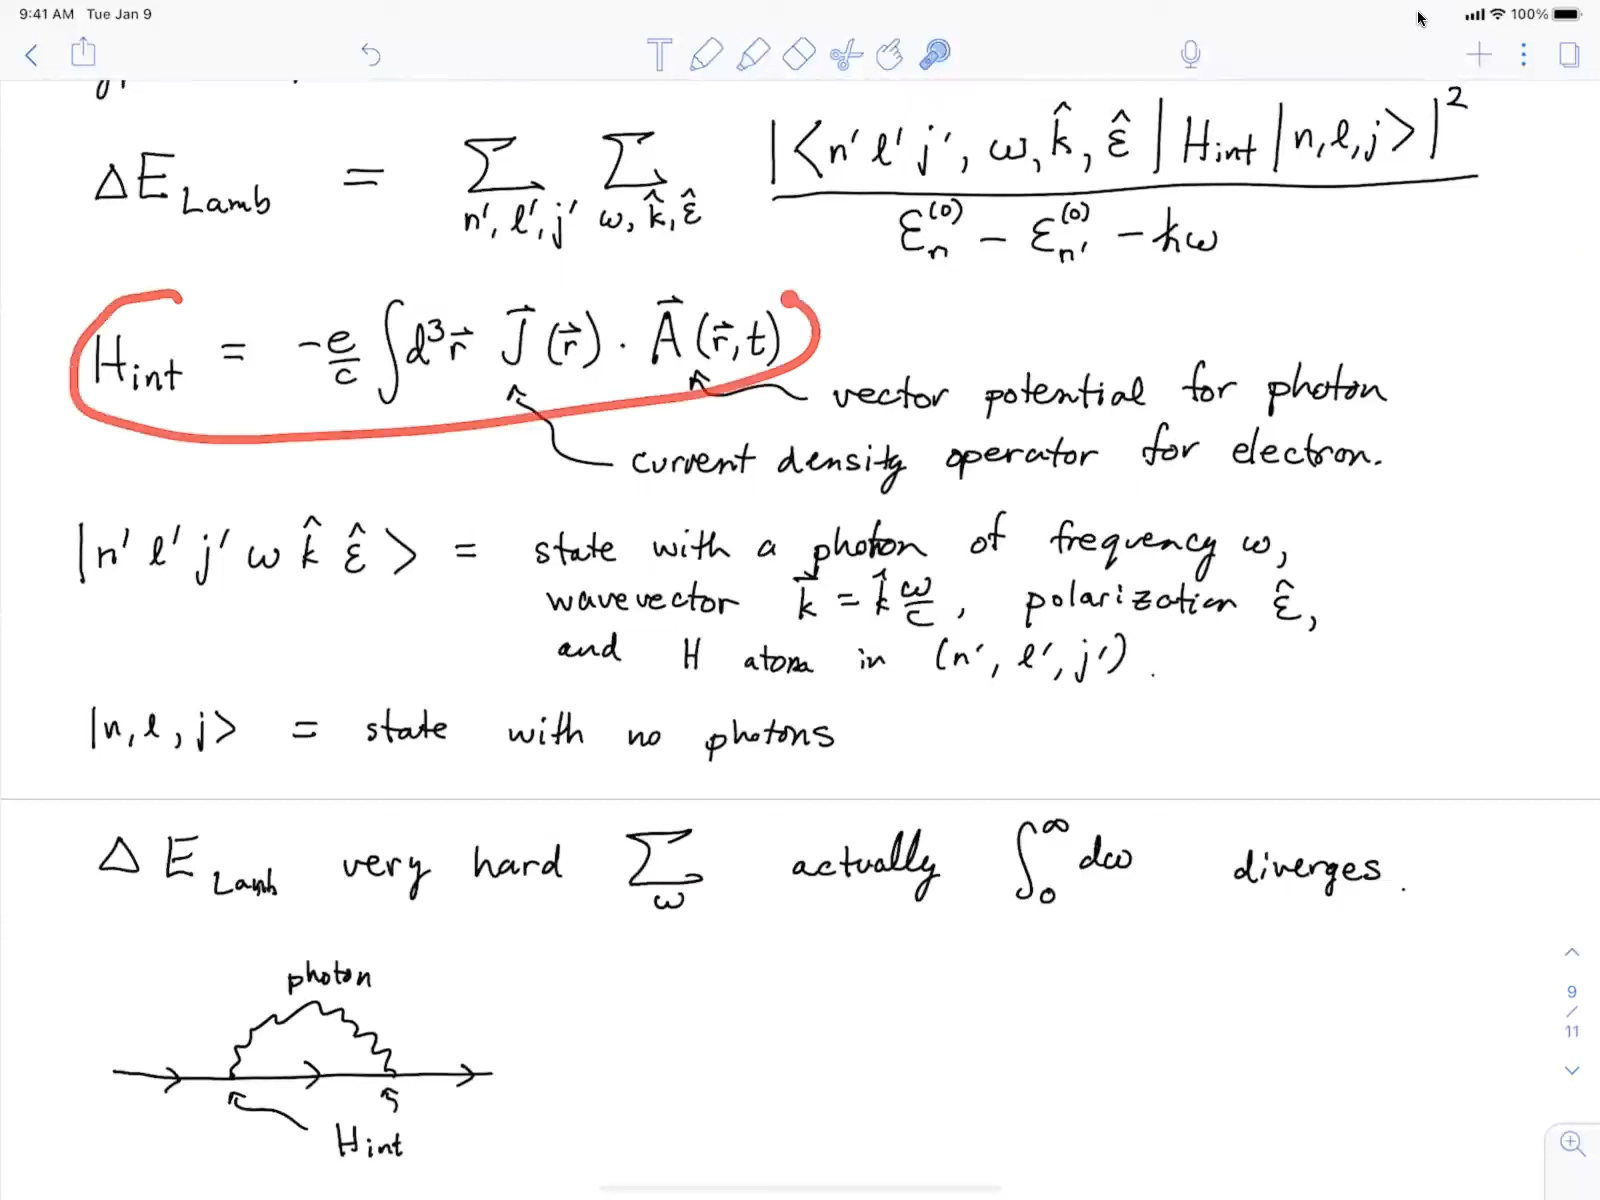 9:41 AM Tue Jan 9 100%
ΔE_Lamb = Σ_{n', l', j'} Σ_{ω, k̂, ε̂} |<n' l' j', ω, k̂, ε̂ | H_int | n, l, j>|² / (ε_n^(0) − ε_n'^(0) − ħω)
H_int = −e/c ∫d³r⃗ J⃗(r⃗) · A⃗(r⃗, t)
vector potential for photon
current density operator for electron.
|n' l' j' ω k̂ ε̂ > = state with a photon of frequency ω,
wavevector k⃗ = k̂ ω/c, polarization ε̂,
and H atom in (n', l', j').
|n, l, j> = state with no photons
ΔE_Lamb very hard Σ_ω actually ∫_0^∞ dω diverges.
photon
H_int
9
/
11